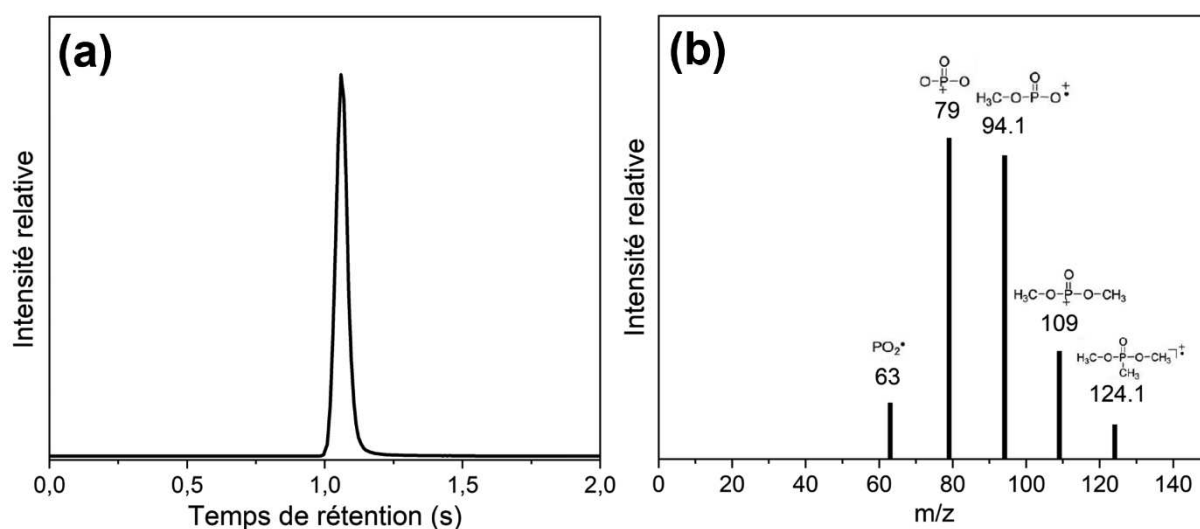 (a)
Intensité relative
0,0 0,5 1,0 1,5 2,0
Temps de rétention (s)
(b)
Intensité relative
O
O-P-O
+
79
O
H₃C-O-P-O
+•
94.1
O
H₃C-O-P-O-CH₃
+
109
PO₂•
63
O
H₃C-O-P-O-CH₃
CH₃
+•
124.1
0 20 40 60 80 100 120 140
m/z